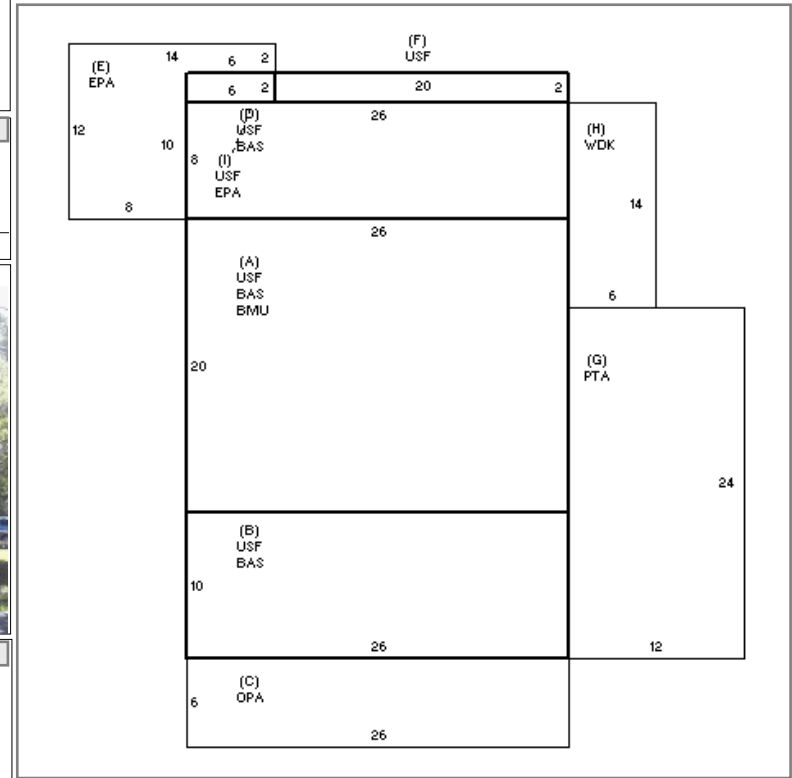 (F)
USF
14
6
2
(E)
EPA
6
2
20
2
12
10
8
(D)
USF
BAS
26
(H)
WDK
8
(I)
USF
EPA
14
8
26
(A)
USF
BAS
BMU
6
20
(G)
PTA
24
(B)
USF
BAS
10
26
12
(C)
OPA
6
26